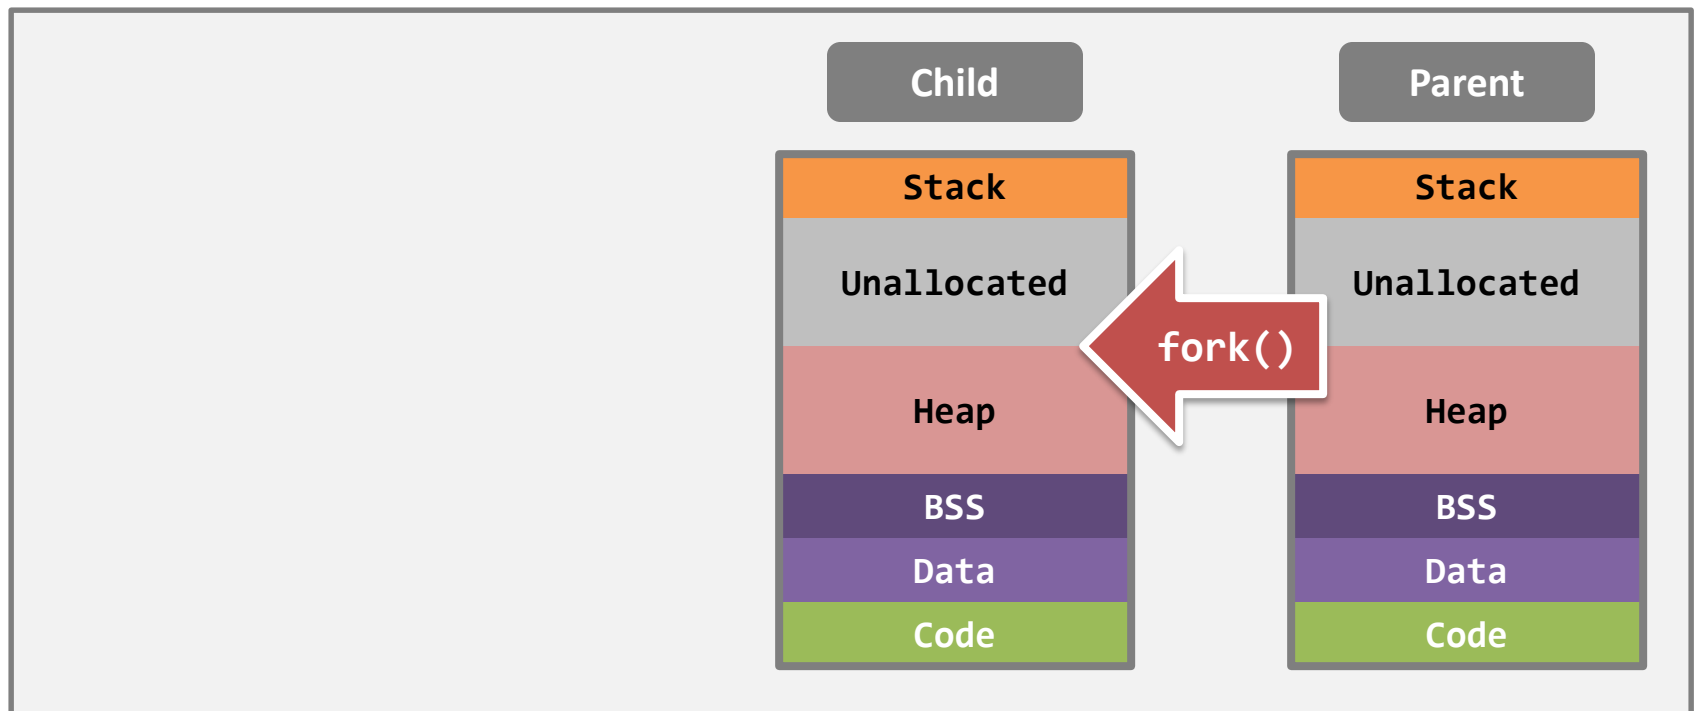 Child
Parent
Stack
Unallocated
Heap
BSS
Data
Code
fork()
Stack
Unallocated
Heap
BSS
Data
Code